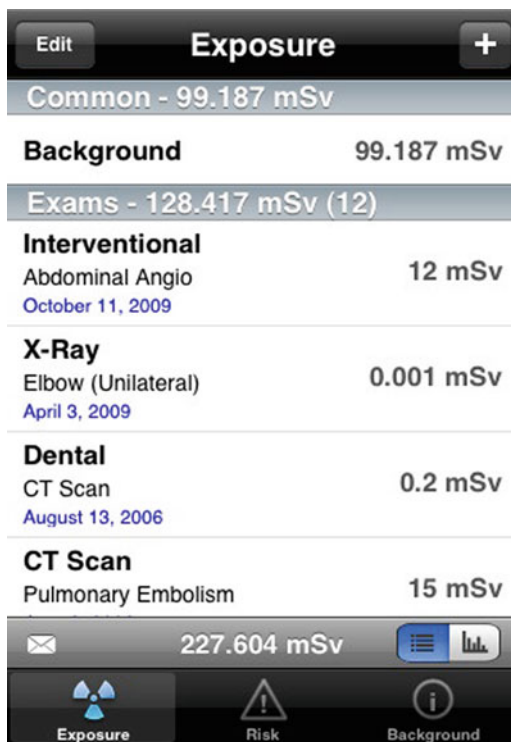 Edit Exposure +
Common - 99.187 mSv
Background 99.187 mSv
Exams - 128.417 mSv (12)
Interventional
Abdominal Angio 12 mSv
October 11, 2009
X-Ray
Elbow (Unilateral) 0.001 mSv
April 3, 2009
Dental
CT Scan 0.2 mSv
August 13, 2006
CT Scan
Pulmonary Embolism 15 mSv
227.604 mSv
Exposure Risk Background